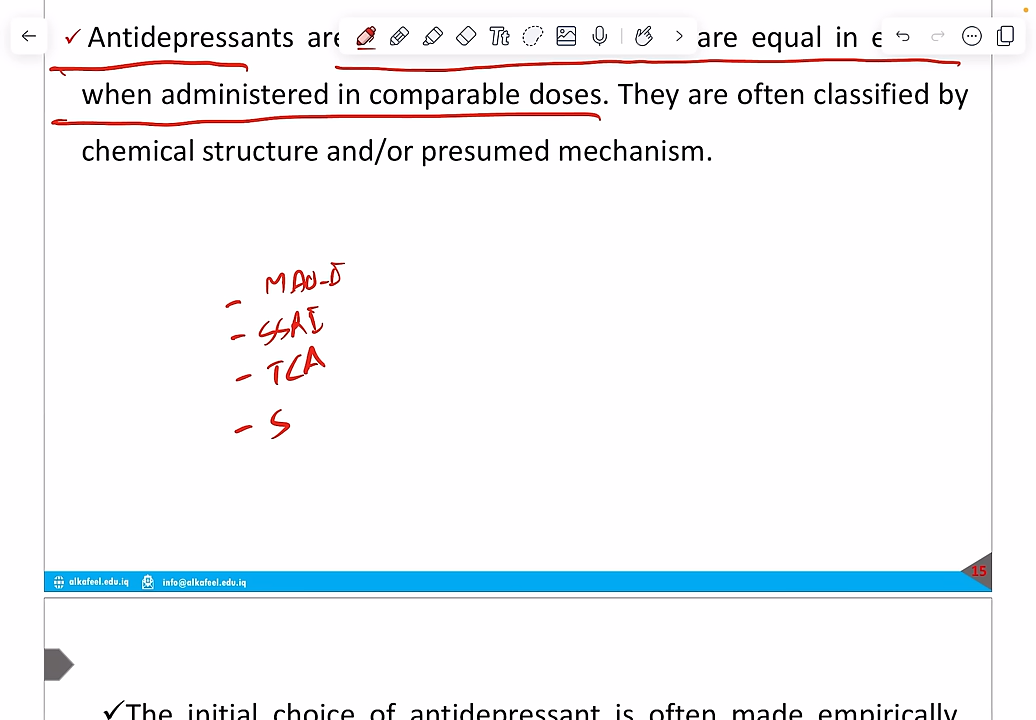 ✓ Antidepressants are are equal in e
when administered in comparable doses. They are often classified by
chemical structure and/or presumed mechanism.
- MAO-I
- SSRI
- TCA
- S
alkafeel.edu.iq info@alkafeel.edu.iq
15
✓The initial choice of antidepressant is often made empirically